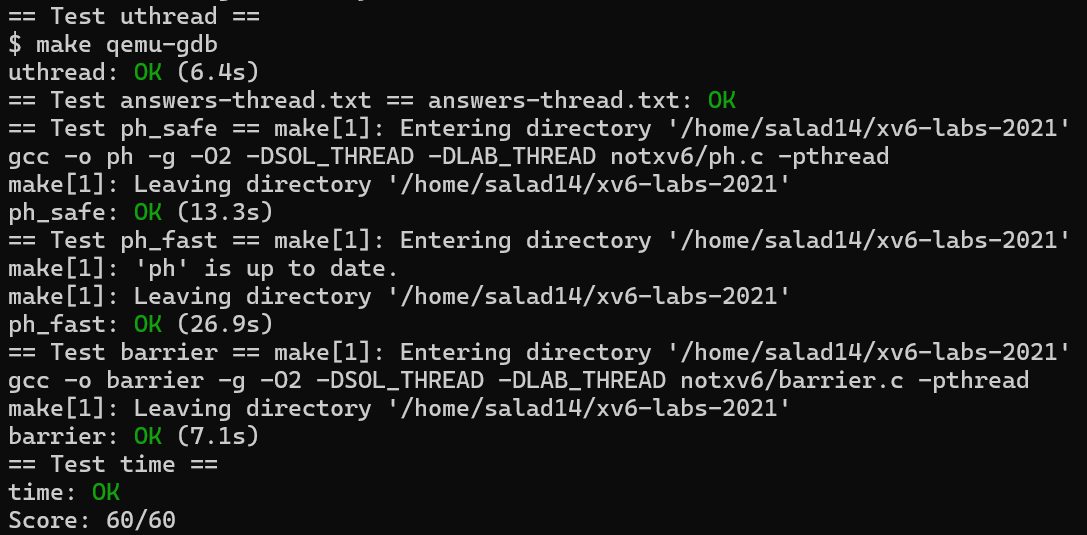 == Test uthread ==
$ make qemu-gdb
uthread: OK (6.4s)
== Test answers-thread.txt == answers-thread.txt: OK
== Test ph_safe == make[1]: Entering directory '/home/salad14/xv6-labs-2021'
gcc -o ph -g -O2 -DSOL_THREAD -DLAB_THREAD notxv6/ph.c -pthread
make[1]: Leaving directory '/home/salad14/xv6-labs-2021'
ph_safe: OK (13.3s)
== Test ph_fast == make[1]: Entering directory '/home/salad14/xv6-labs-2021'
make[1]: 'ph' is up to date.
make[1]: Leaving directory '/home/salad14/xv6-labs-2021'
ph_fast: OK (26.9s)
== Test barrier == make[1]: Entering directory '/home/salad14/xv6-labs-2021'
gcc -o barrier -g -O2 -DSOL_THREAD -DLAB_THREAD notxv6/barrier.c -pthread
make[1]: Leaving directory '/home/salad14/xv6-labs-2021'
barrier: OK (7.1s)
== Test time ==
time: OK
Score: 60/60